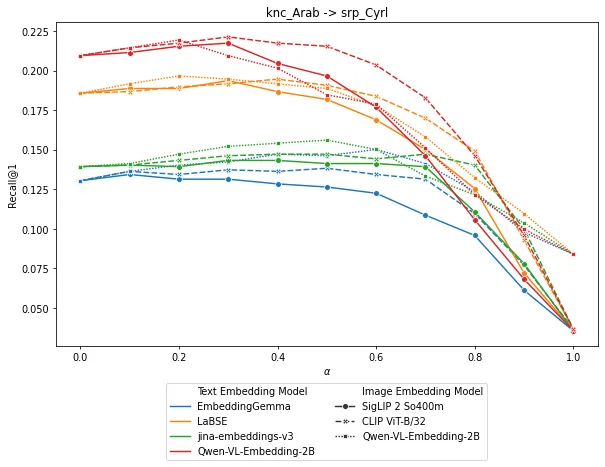 knc_Arab -> srp_Cyrl
Recall@1
0.225
0.200
0.175
0.150
0.125
0.100
0.075
0.050
0.0 0.2 0.4 0.6 0.8 1.0
α
Text Embedding Model Image Embedding Model
EmbeddingGemma SigLIP 2 So400m
LaBSE CLIP ViT-B/32
jina-embeddings-v3 Qwen-VL-Embedding-2B
Qwen-VL-Embedding-2B